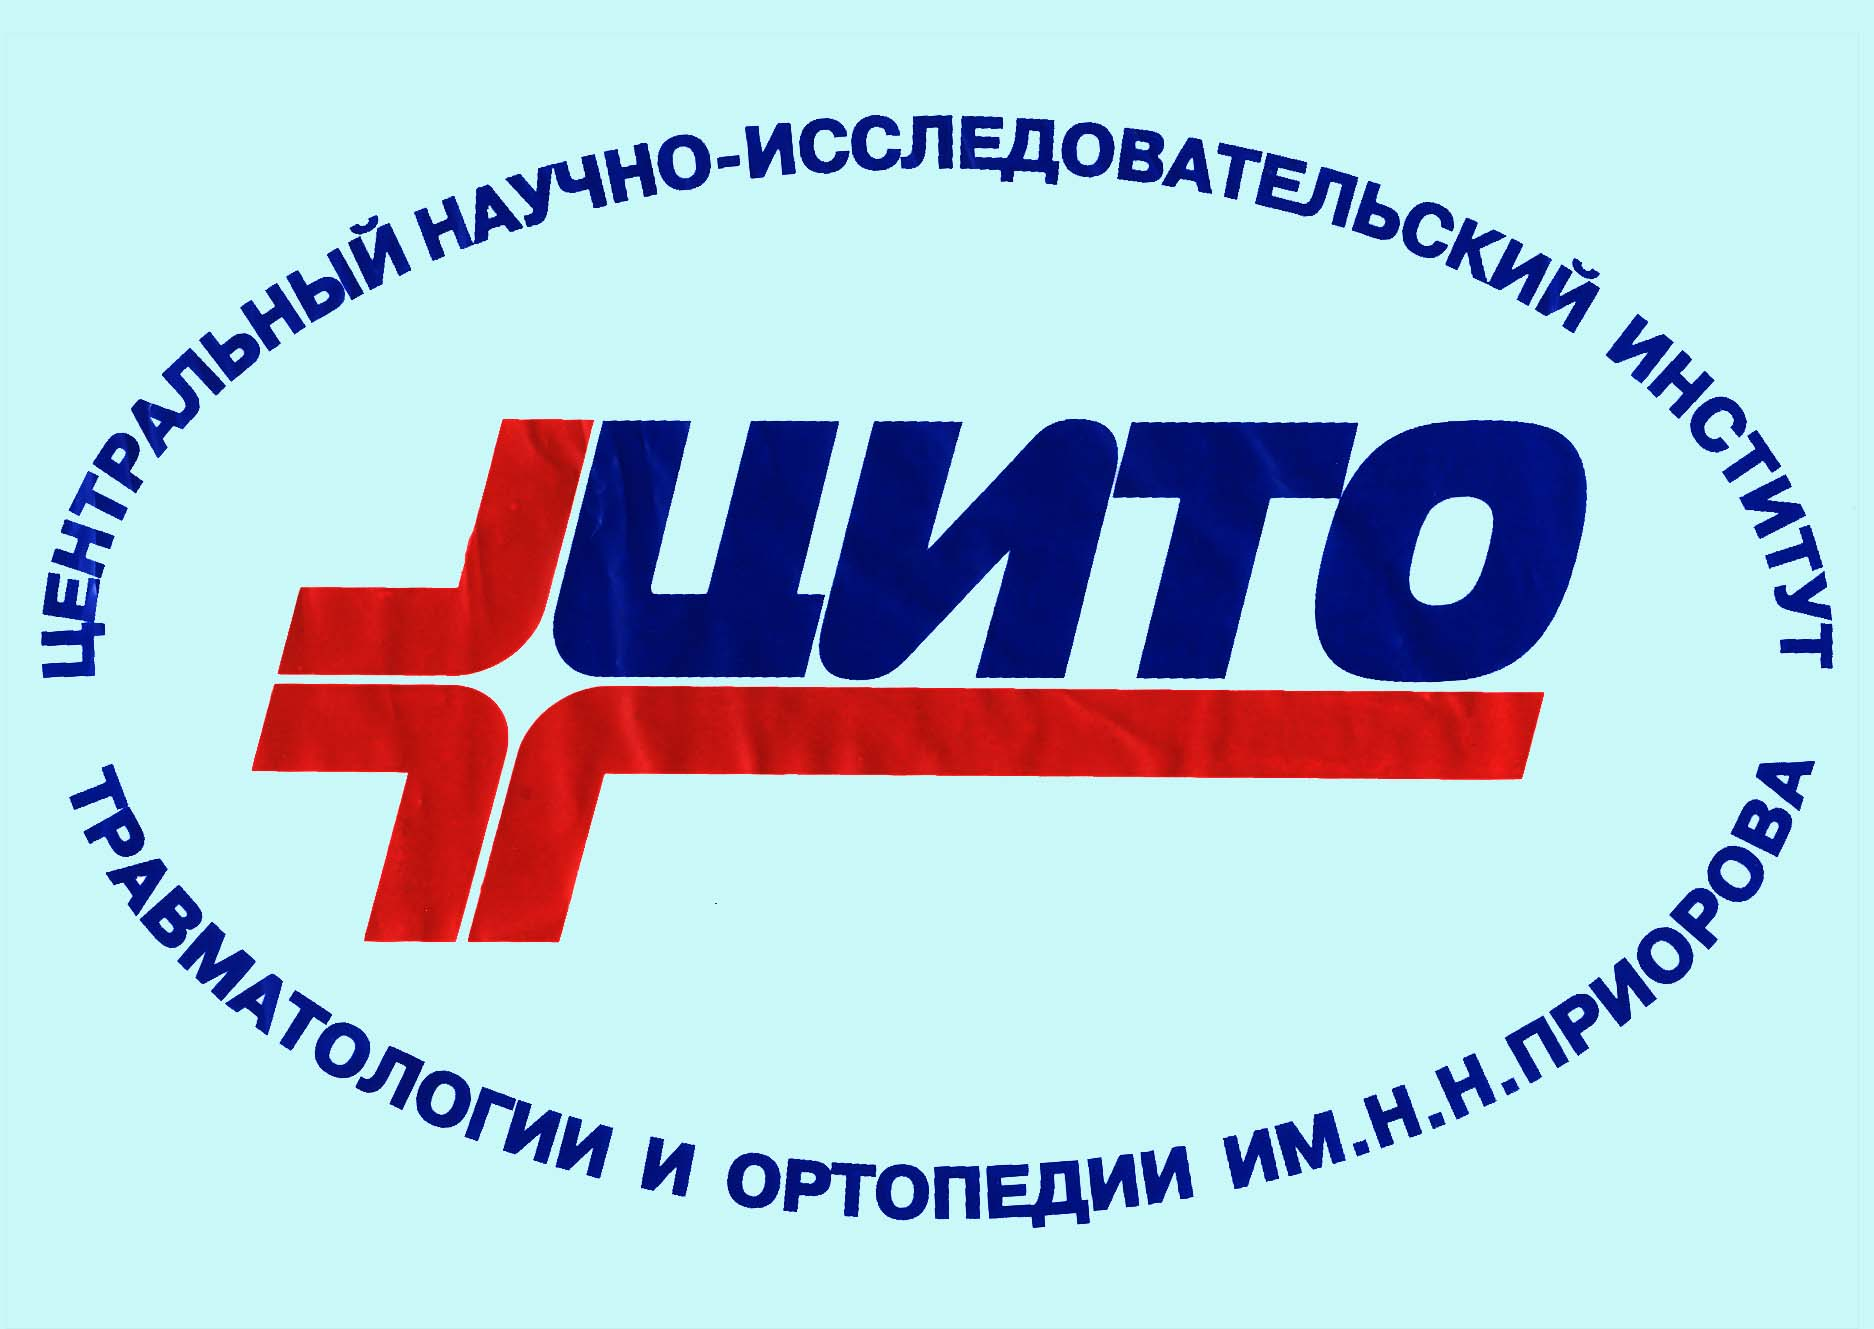 ЦЕНТРАЛЬНЫЙ НАУЧНО-ИССЛЕДОВАТЕЛЬСКИЙ ИНСТИТУТ
ЦИТО
ТРАВМАТОЛОГИИ И ОРТОПЕДИИ ИМ.Н.Н.ПРИОРОВА